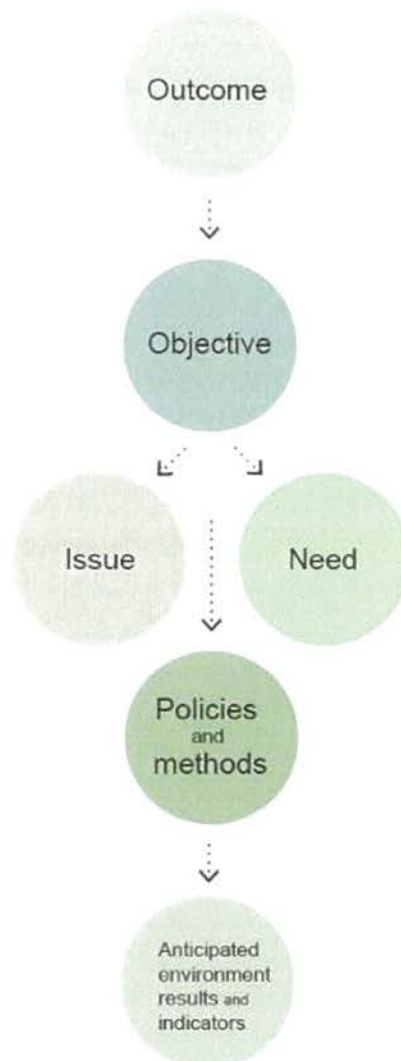 Outcome
Objective
Issue
Need
Policies
and
methods
Anticipated
environment
results and
indicators